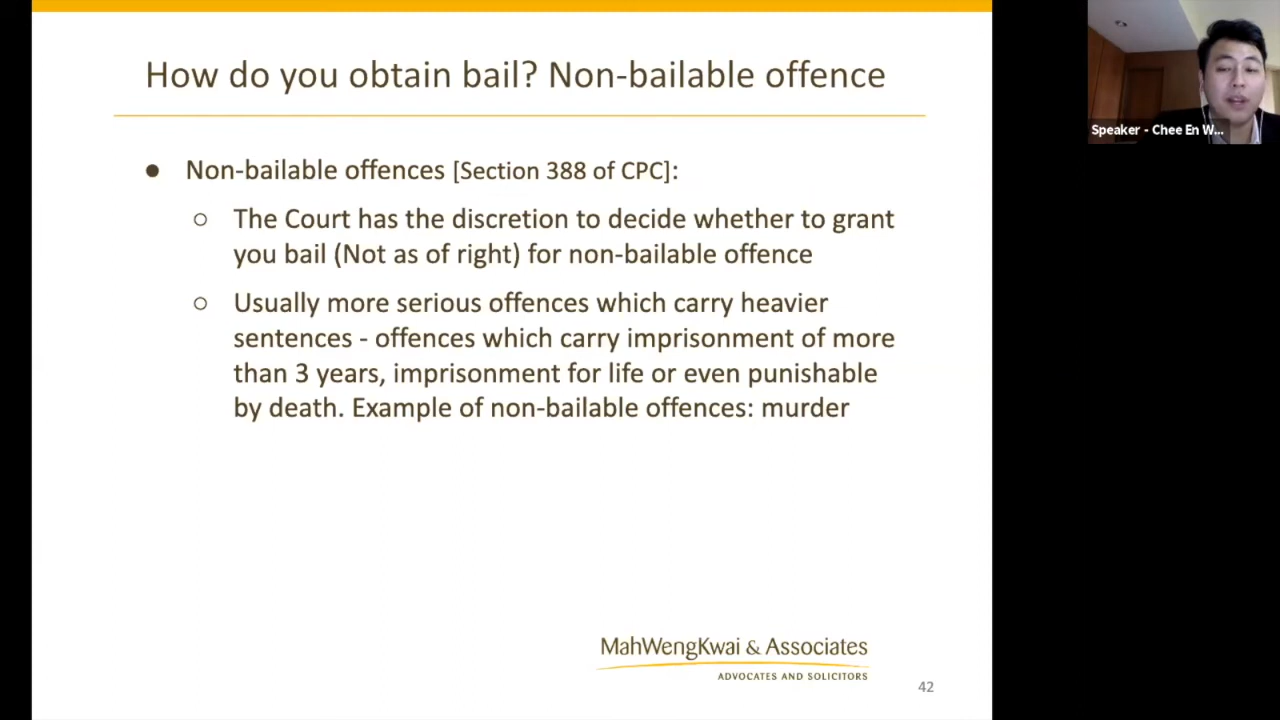 How do you obtain bail? Non-bailable offence
● Non-bailable offences [Section 388 of CPC]:
○ The Court has the discretion to decide whether to grant
you bail (Not as of right) for non-bailable offence
○ Usually more serious offences which carry heavier
sentences - offences which carry imprisonment of more
than 3 years, imprisonment for life or even punishable
by death. Example of non-bailable offences: murder
MahWengKwai & Associates
ADVOCATES AND SOLICITORS
42
Speaker - Chee En W...